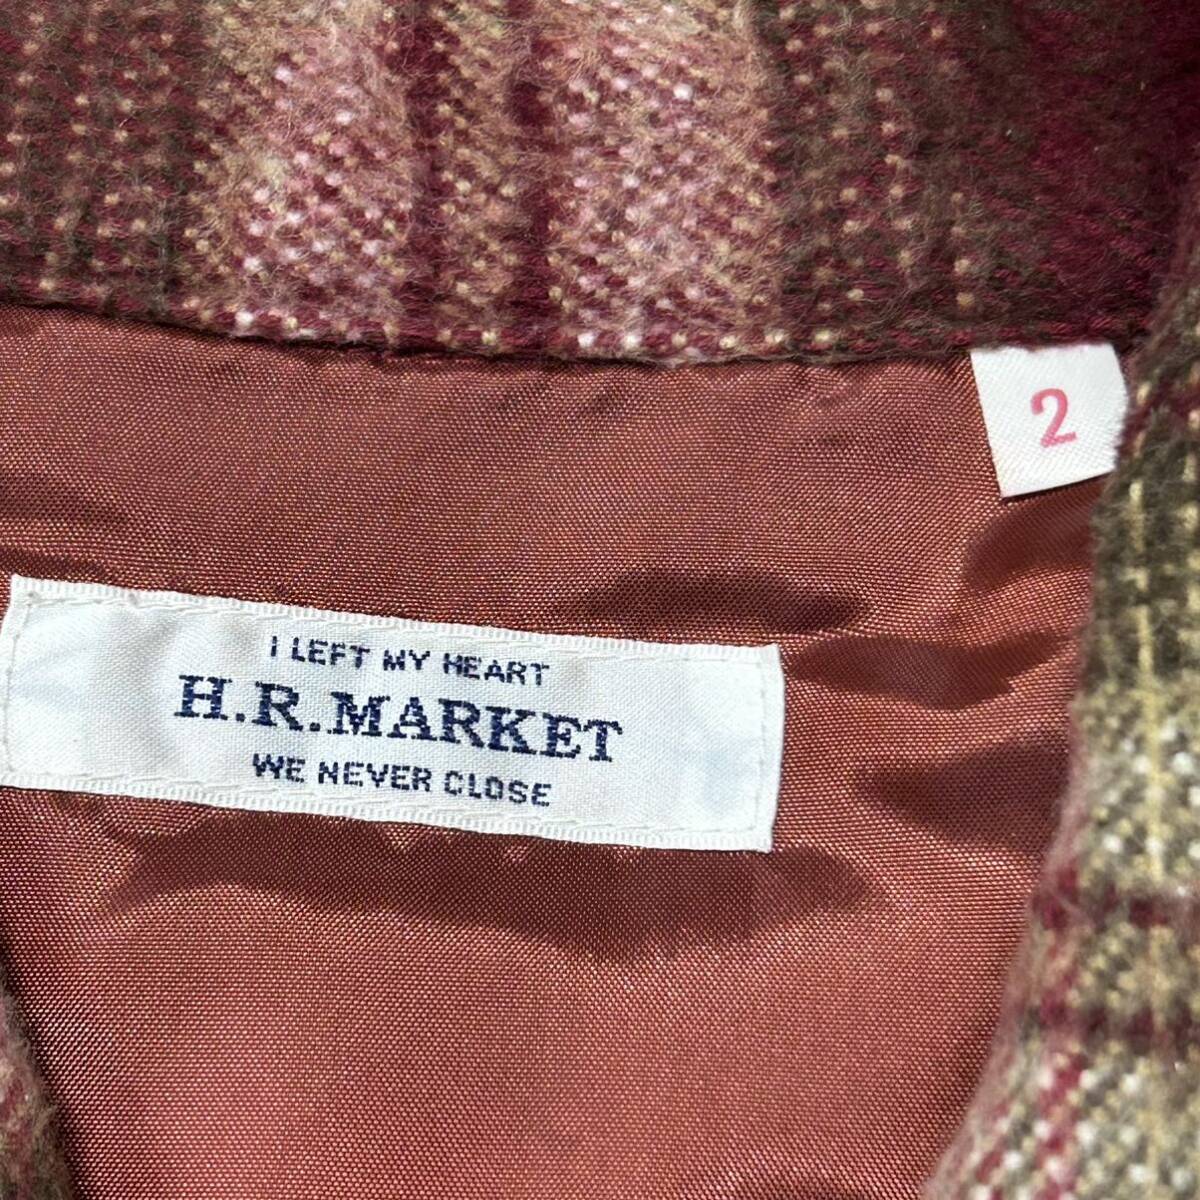 2
I LEFT MY HEART
H.R.MARKET
WE NEVER CLOSE